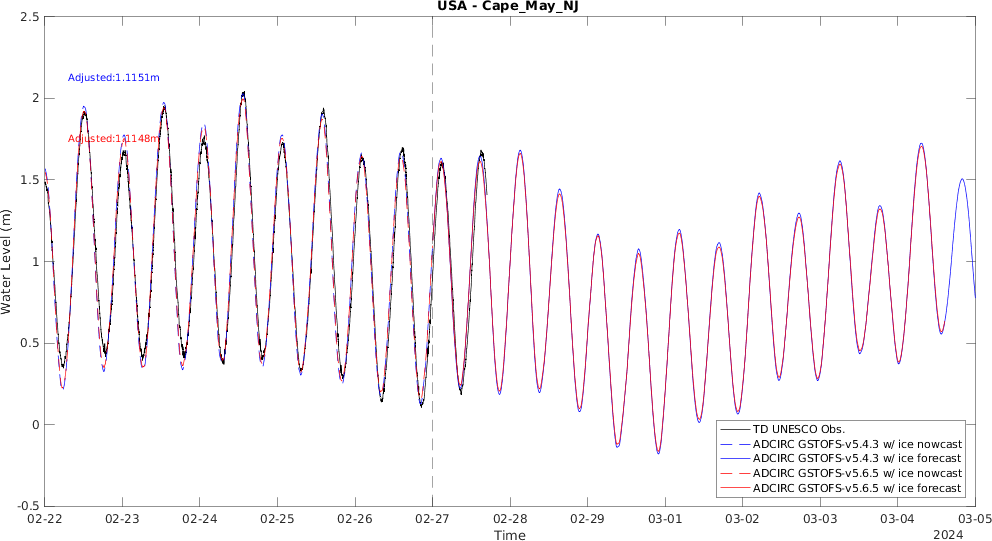 USA - Cape_May_NJ
2.5
2
1.5
1
0.5
0
-0.5
Water Level (m)
Adjusted:1.1151m
Adjusted:1.1148m
TD UNESCO Obs.
ADCIRC GSTOFS-v5.4.3 w/ ice nowcast
ADCIRC GSTOFS-v5.4.3 w/ ice forecast
ADCIRC GSTOFS-v5.6.5 w/ ice nowcast
ADCIRC GSTOFS-v5.6.5 w/ ice forecast
02-22 02-23 02-24 02-25 02-26 02-27 02-28 02-29 03-01 03-02 03-03 03-04 03-05
Time
2024